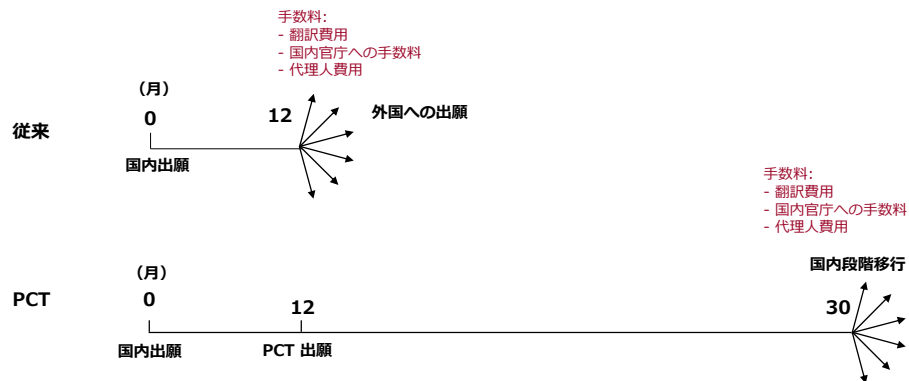 手数料:
- 翻訳費用
- 国内官庁への手数料
- 代理人費用
(月)
0
12
外国への出願
従来
国内出願
手数料:
- 翻訳費用
- 国内官庁への手数料
- 代理人費用
国内段階移行
(月)
PCT
0
12
30
国内出願
PCT 出願